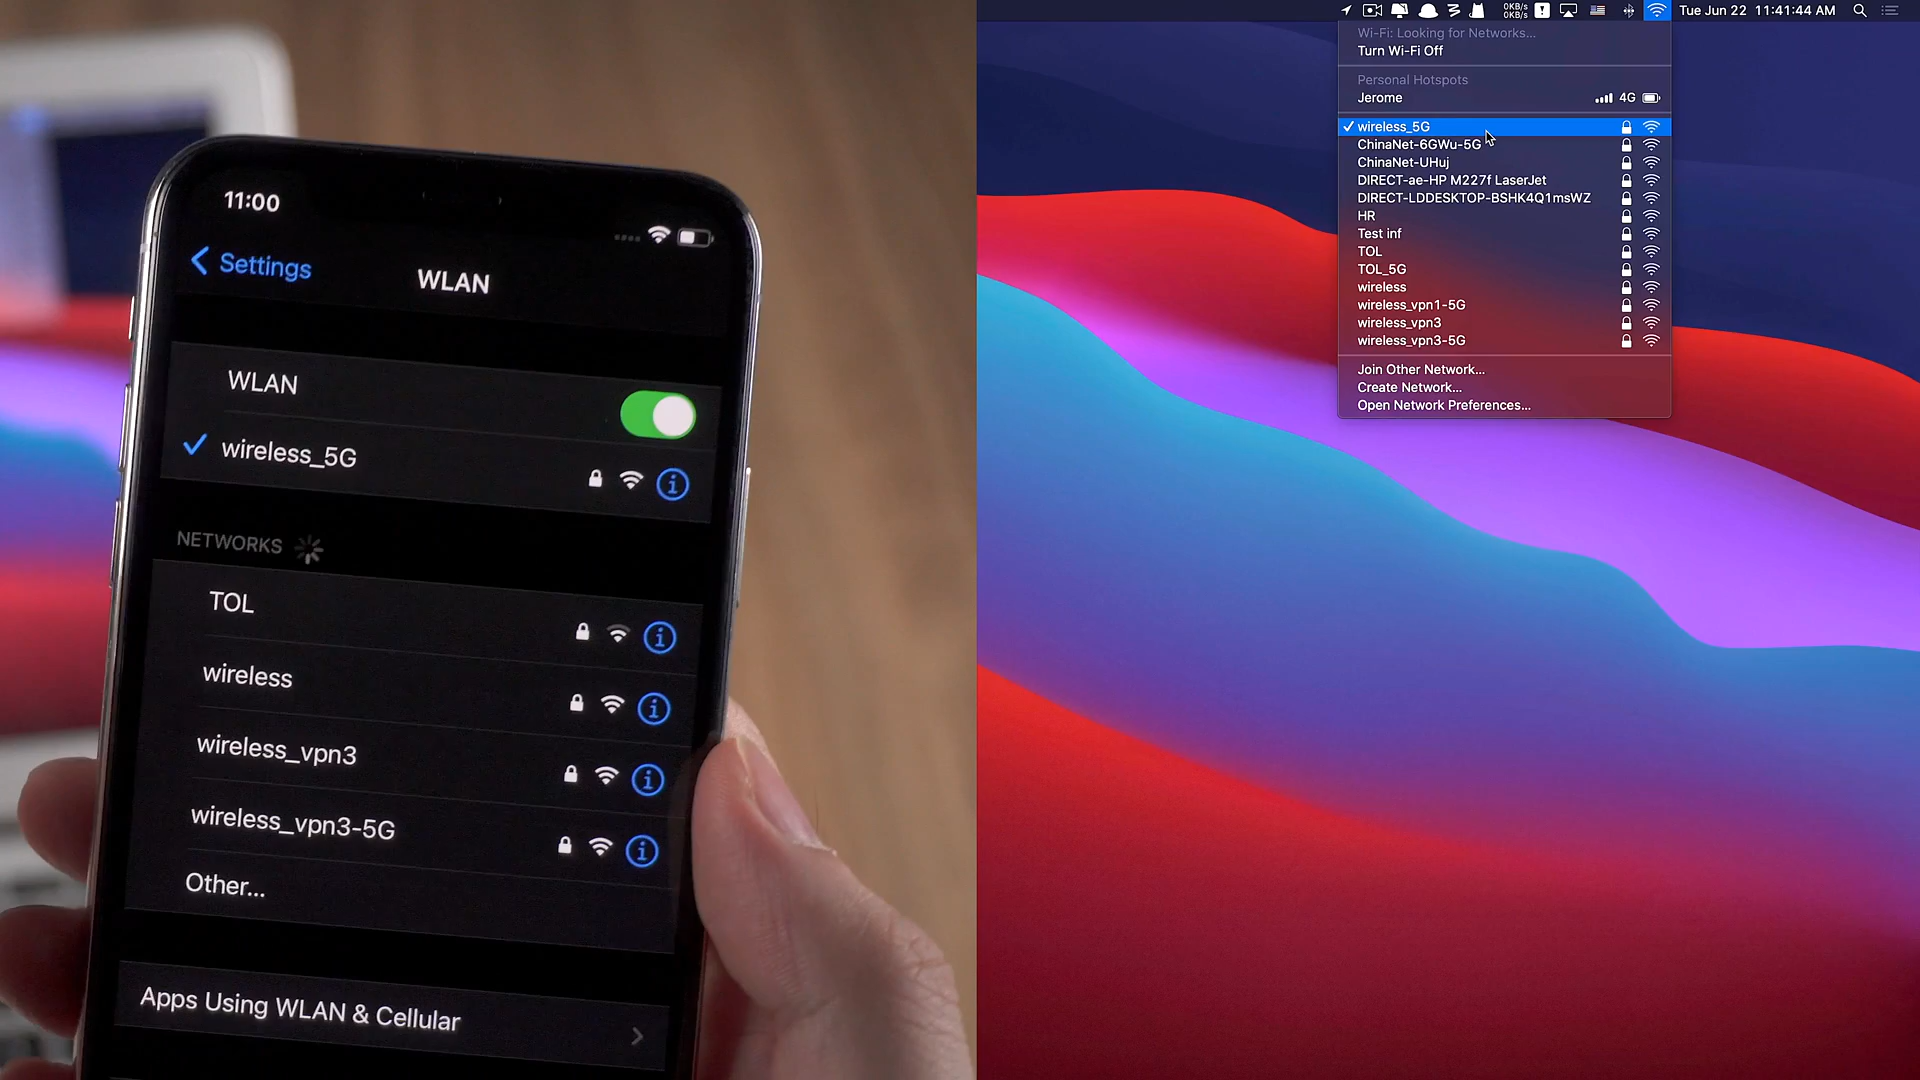 11:00
Settings
WLAN
WLAN
wireless_5G
NETWORKS
TOL
wireless
wireless_vpn3
wireless_vpn3-5G
Other...
Apps Using WLAN & Cellular
0KB/s
0KB/s
Tue Jun 22 11:41:44 AM
Wi-Fi: Looking for Networks...
Turn Wi-Fi Off
Personal Hotspots
Jerome 4G
wireless_5G
ChinaNet-6GWu-5G
ChinaNet-UHuj
DIRECT-ae-HP M227f LaserJet
DIRECT-LDDESKTOP-BSHK4Q1msWZ
HR
Test inf
TOL
TOL_5G
wireless
wireless_vpn1-5G
wireless_vpn3
wireless_vpn3-5G
Join Other Network...
Create Network...
Open Network Preferences...